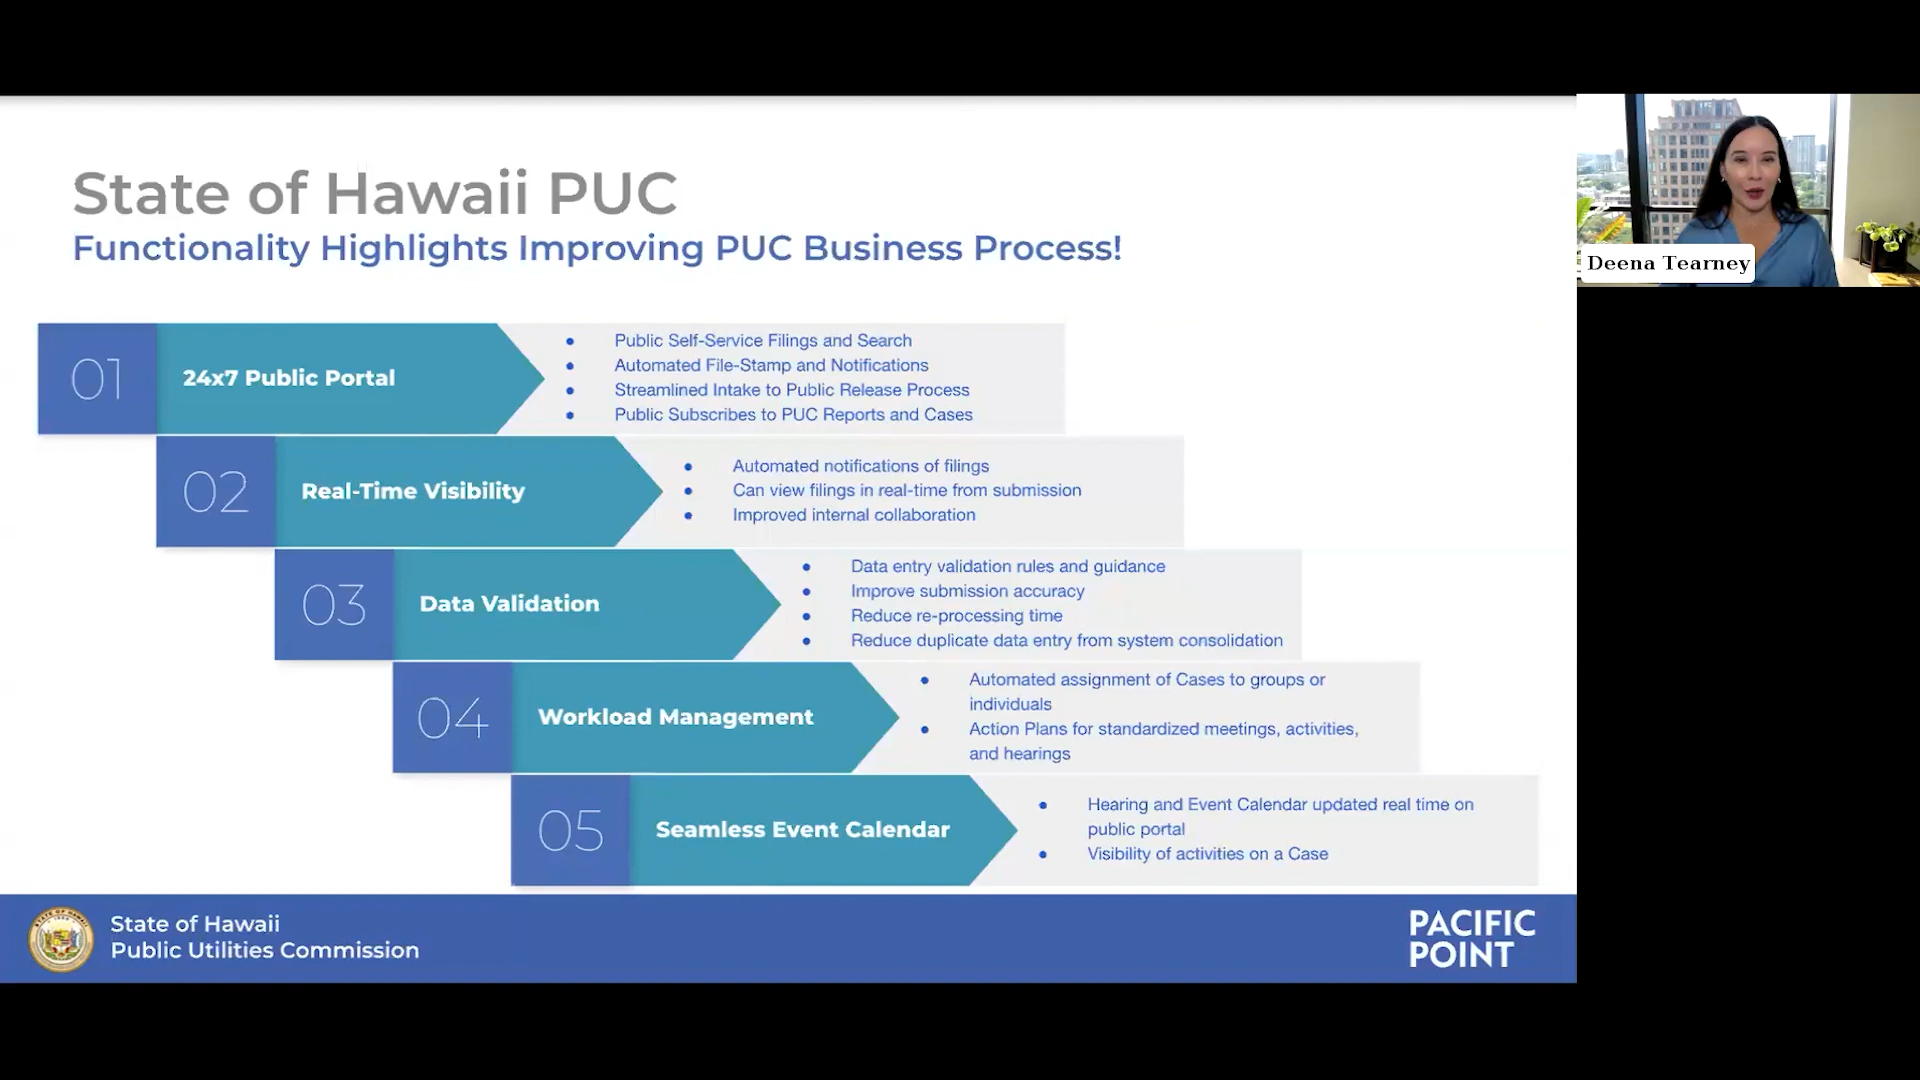 State of Hawaii PUC
Functionality Highlights Improving PUC Business Process!
01
24x7 Public Portal
Public Self-Service Filings and Search
Automated File-Stamp and Notifications
Streamlined Intake to Public Release Process
Public Subscribes to PUC Reports and Cases
02
Real-Time Visibility
Automated notifications of filings
Can view filings in real-time from submission
Improved internal collaboration
03
Data Validation
Data entry validation rules and guidance
Improve submission accuracy
Reduce re-processing time
Reduce duplicate data entry from system consolidation
04
Workload Management
Automated assignment of Cases to groups or
individuals
Action Plans for standardized meetings, activities,
and hearings
05
Seamless Event Calendar
Hearing and Event Calendar updated real time on
public portal
Visibility of activities on a Case
State of Hawaii
Public Utilities Commission
PACIFIC
POINT
Deena Tearney